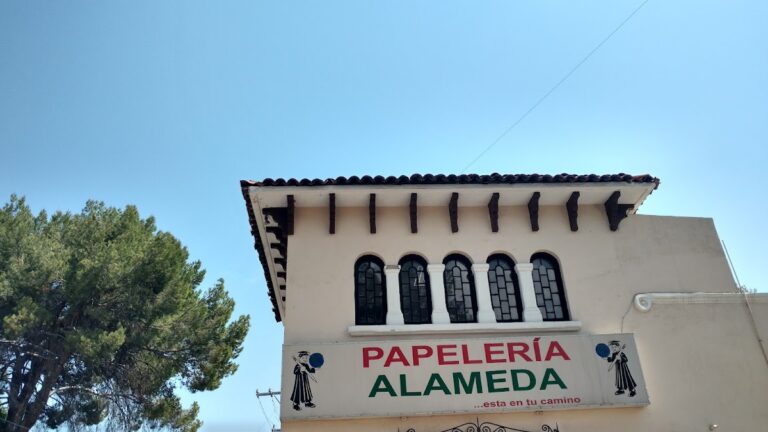 PAPELERÍA
ALAMEDA
...esta en tu camino